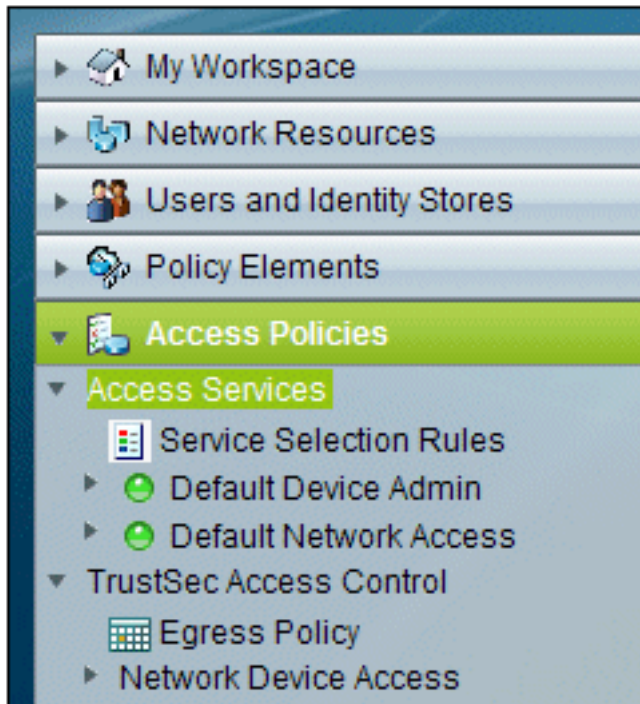 My Workspace
Network Resources
Users and Identity Stores
Policy Elements
Access Policies
Access Services
Service Selection Rules
Default Device Admin
Default Network Access
TrustSec Access Control
Egress Policy
Network Device Access